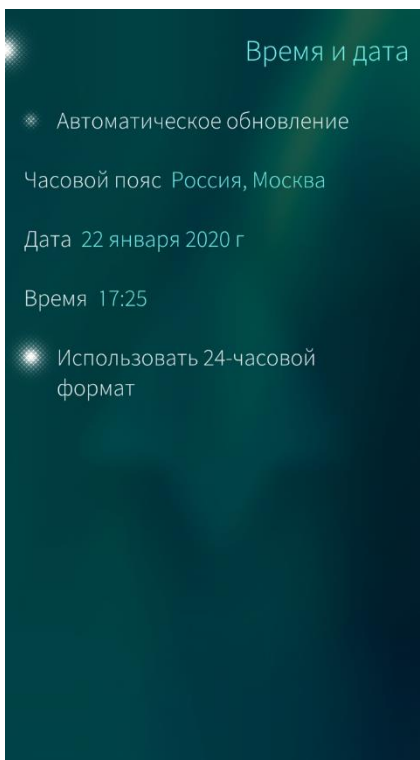 Время и дата
Автоматическое обновление
Часовой пояс Россия, Москва
Дата 22 января 2020 г
Время 17:25
Использовать 24-часовой
формат